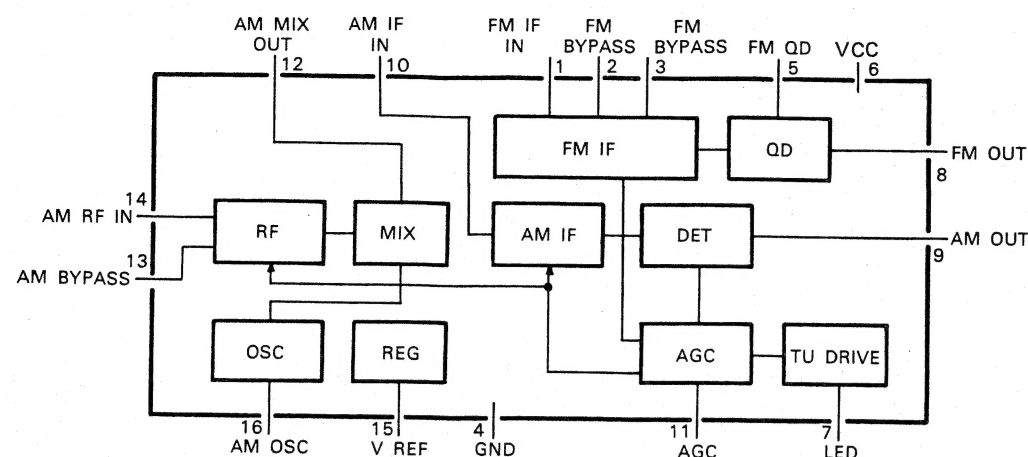 AM MIX OUT
12
AM IF IN
10
FM IF IN
1
FM BYPASS
2
FM BYPASS
3
FM QD
5
VCC
6
FM IF
QD
FM OUT
8
14
AM RF IN
RF
MIX
AM IF
DET
AM OUT
9
13
AM BYPASS
OSC
REG
AGC
TU DRIVE
16
AM OSC
15
V REF
4
GND
11
AGC
7
LED